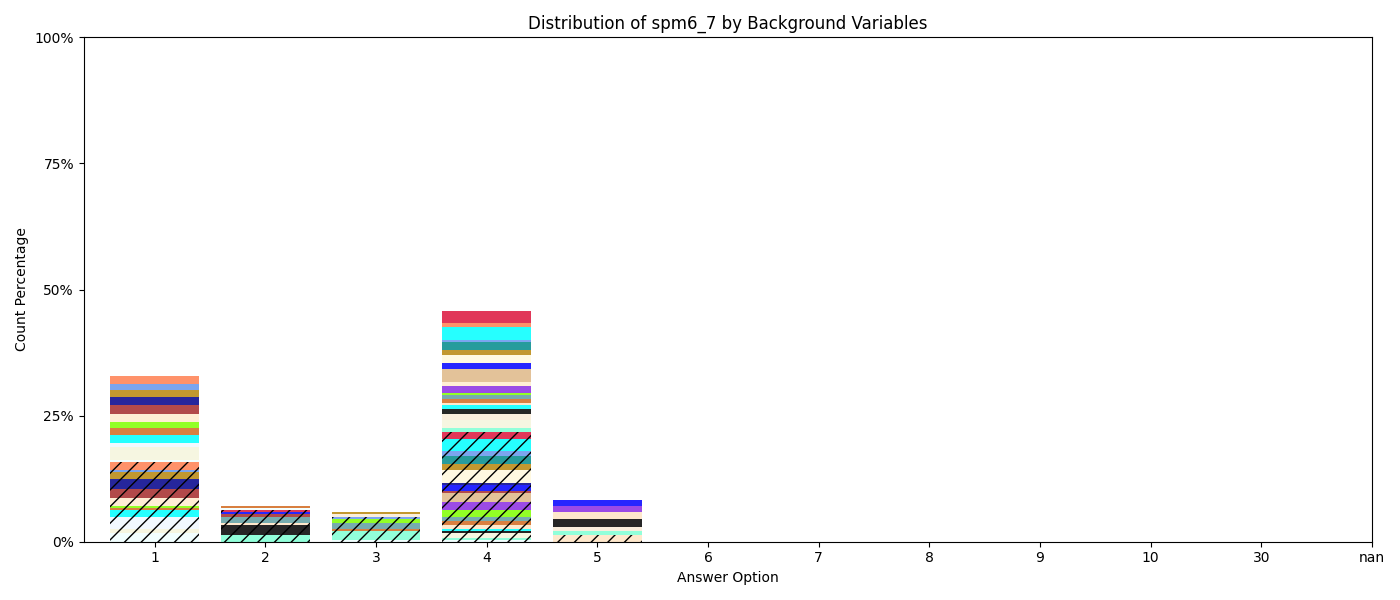 Distribution of spm6_7 by Background Variables
100%
75%
50%
25%
0%
Count Percentage
1 2 3 4 5 6 7 8 9 10 30 nan
Answer Option